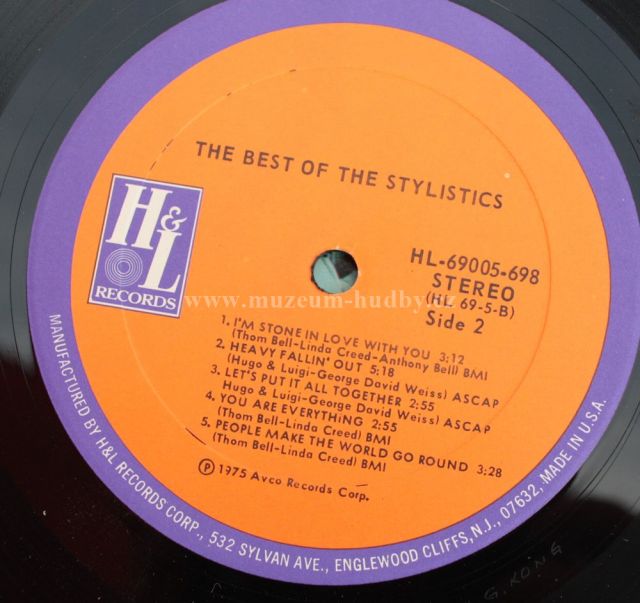 THE BEST OF THE STYLISTICS
H&L
RECORDS
HL-69005-698
STEREO
(HL 69-5-B)
Side 2
www.muzeum-hudby.cz
1. I'M STONE IN LOVE WITH YOU 3:12
(Thom Bell-Linda Creed-Anthony Bell) BMI
2. HEAVY FALLIN' OUT 5:18
(Hugo & Luigi-George David Weiss) ASCAP
3. LET'S PUT IT ALL TOGETHER 2:55
Hugo & Luigi-George David Weiss) ASCAP
4. YOU ARE EVERYTHING 2:55
(Thom Bell-Linda Creed) BMI
5. PEOPLE MAKE THE WORLD GO ROUND 3:28
(Thom Bell-Linda Creed) BMI
Ⓟ 1975 Avco Records Corp.
MANUFACTURED BY H&L RECORDS CORP., 532 SYLVAN AVE., ENGLEWOOD CLIFFS, N.J., 07632, MADE IN U.S.A.
G. KONG